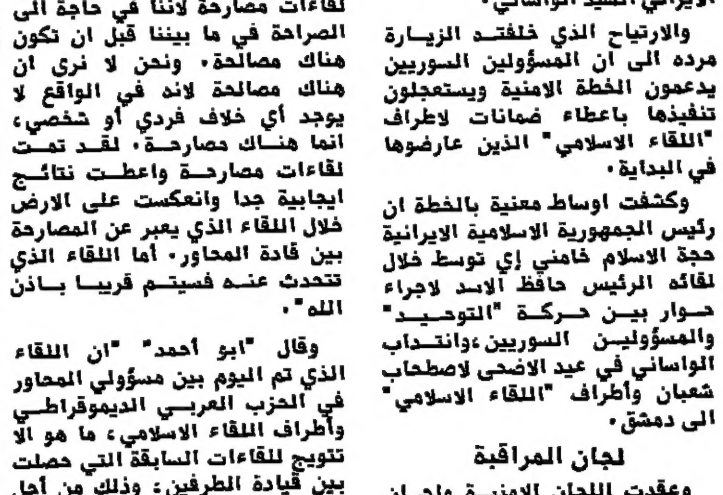 الايراني السيد الواساني.
والارتياح الذي خلفته الزيارة
مرده الى ان المسؤولين السوريين
يدعمون الخطة الامنية ويستعجلون
تنفيذها باعطاء ضمانات لاطراف
"اللقاء الاسلامي" الذين عارضوها
في البداية.
وكشفت اوساط معنية بالخطة ان
رئيس الجمهورية الاسلامية الايرانية
حجة الاسلام خامني إي توسط خلال
لقائه الرئيس حافظ الاسد لاجراء
حوار بين حركة "التوحيد"
والمسؤولين السوريين،وانتداب
الواساني في عيد الاضحى لاصطحاب
شعبان وأطراف "اللقاء الاسلامي"
الى دمشق.
لجان المراقبة
وعقدت اللجان الامنية ولجان
لقاءات مصارحة لاننا في حاجة الى
الصراحة في ما بيننا قبل ان تكون
هناك مصالحة. ونحن لا نرى ان
هناك مصالحة لانه في الواقع لا
يوجد أي خلاف فردي أو شخصي،
انما هناك مصارحة. لقد تمت
لقاءات مصارحة واعطت نتائج
ايجابية جدا وانعكست على الارض
خلال اللقاء الذي يعبر عن المصارحة
بين قادة المحاور. أما اللقاء الذي
تتحدث عنه فسيتم قريبا باذن
الله".
وقال "ابو أحمد" "ان اللقاء
الذي تم اليوم بين مسؤولي المحاور
في الحزب العربي الديموقراطي
وأطراف اللقاء الاسلامي، ما هو الا
تتويج للقاءات السابقة التي حصلت
بين قيادة الطرفين، وذلك من أجل